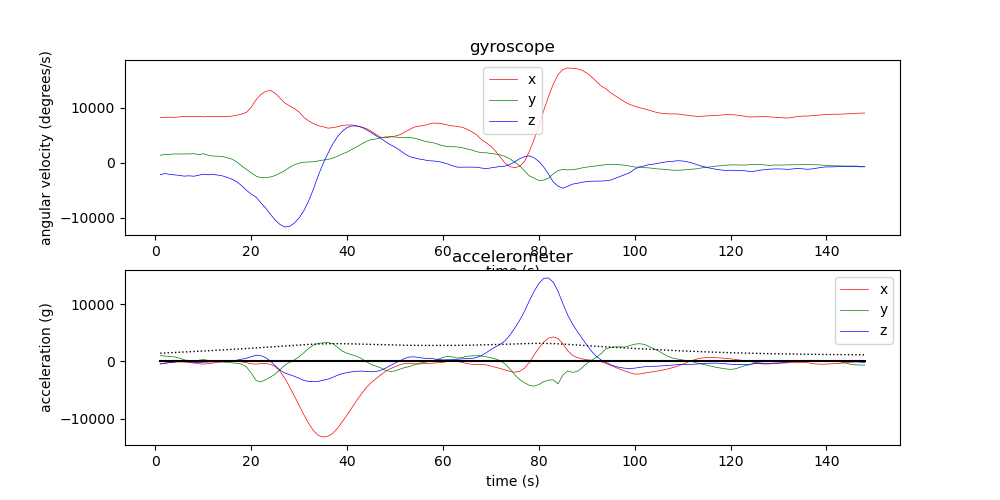 gyroscope
angular velocity (degrees/s)
10000
0
−10000
x
y
z
0
20
40
60
80
100
120
140
time (s)
accelerometer
acceleration (g)
10000
0
−10000
x
y
z
0
20
40
60
80
100
120
140
time (s)